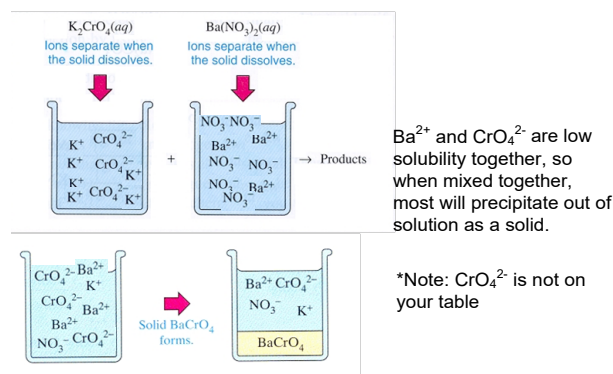 K₂CrO₄(aq)
Ions separate when
the solid dissolves.
Ba(NO₃)₂(aq)
Ions separate when
the solid dissolves.
K⁺ CrO₄²⁻
K⁺ CrO₄²⁻
K⁺ K⁺
K⁺ CrO₄²⁻ K⁺
+
NO₃⁻ NO₃⁻
Ba²⁺ Ba²⁺
NO₃⁻ NO₃⁻
NO₃⁻ Ba²⁺
NO₃⁻
→ Products
Ba²⁺ and CrO₄²⁻ are low
solubility together, so
when mixed together,
most will precipitate out of
solution as a solid.
CrO₄²⁻ Ba²⁺
K⁺
CrO₄²⁻ Ba²⁺
Ba²⁺
NO₃⁻ CrO₄²⁻
Solid BaCrO₄
forms.
Ba²⁺ CrO₄²⁻
NO₃⁻ K⁺
BaCrO₄
*Note: CrO₄²⁻ is not on
your table